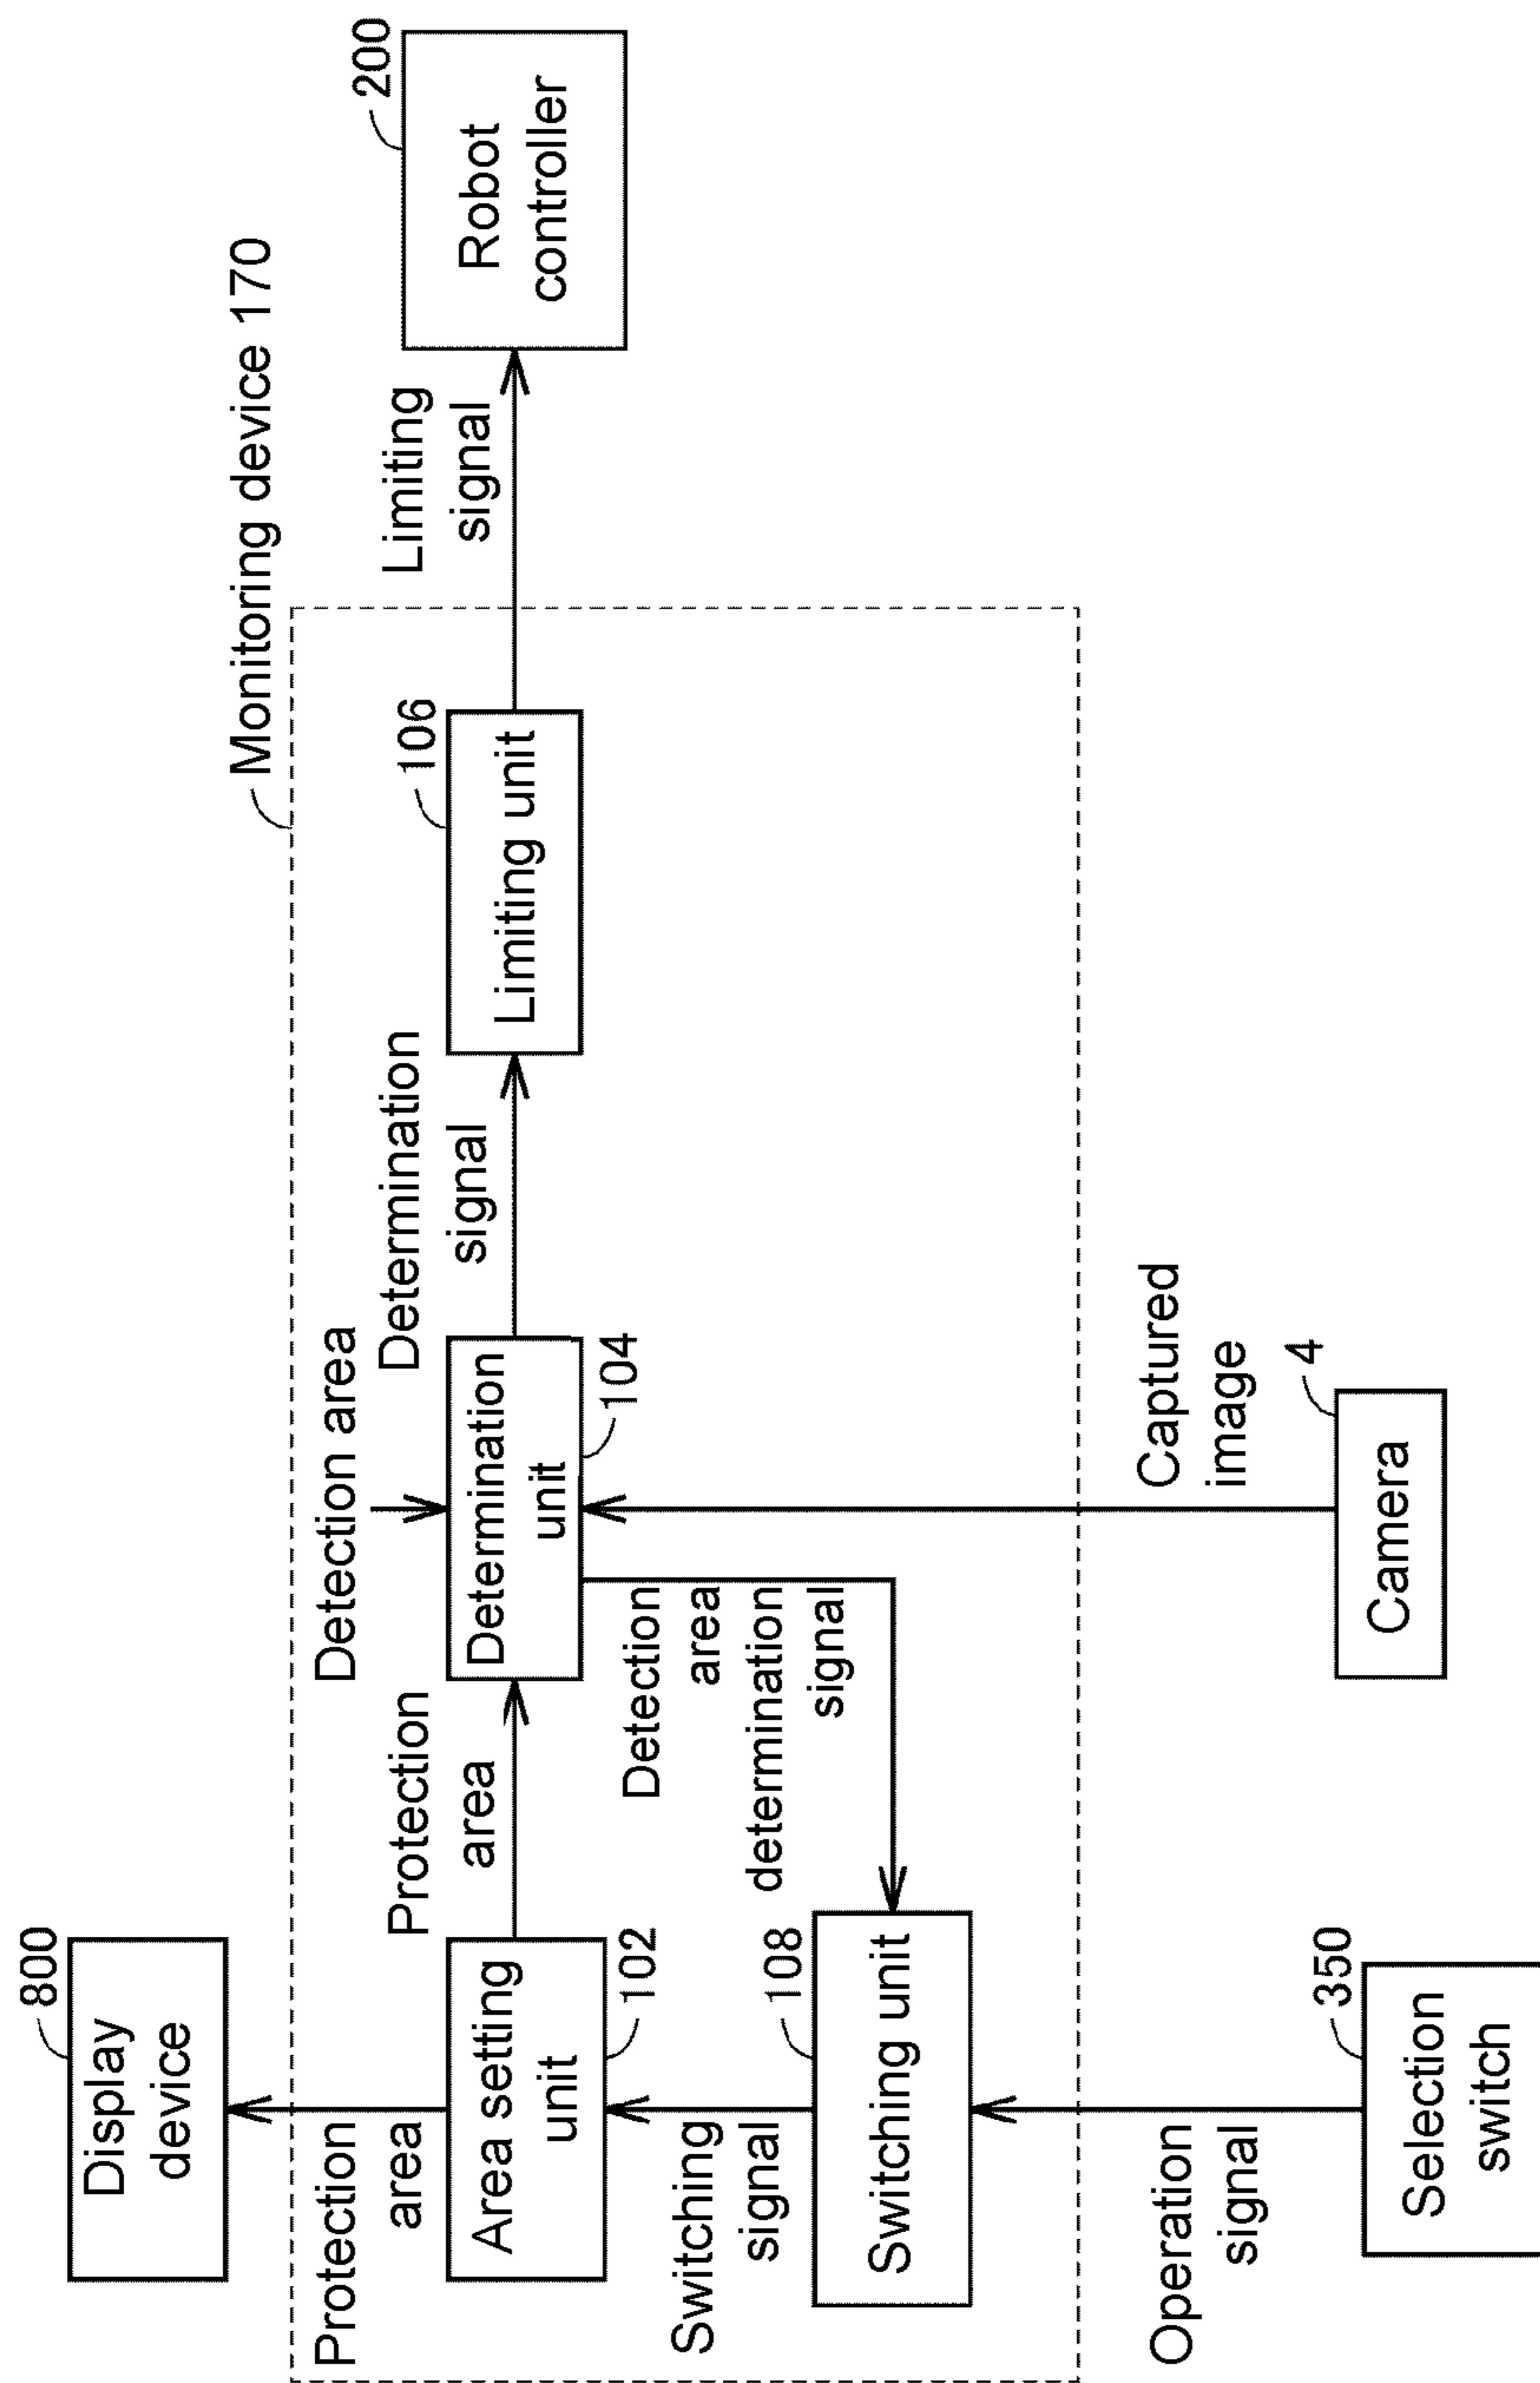 Monitoring device 170
800
Display
device
Protection
area
Detection area
Protection
area
Determination
signal
106
Limiting
signal
200
Area setting
unit
102
Determination
unit
104
Limiting unit
Robot
controller
Switching
signal
Detection
area
determination
signal
108
Switching unit
Operation
signal
Captured
image
350
Selection
switch
4
Camera